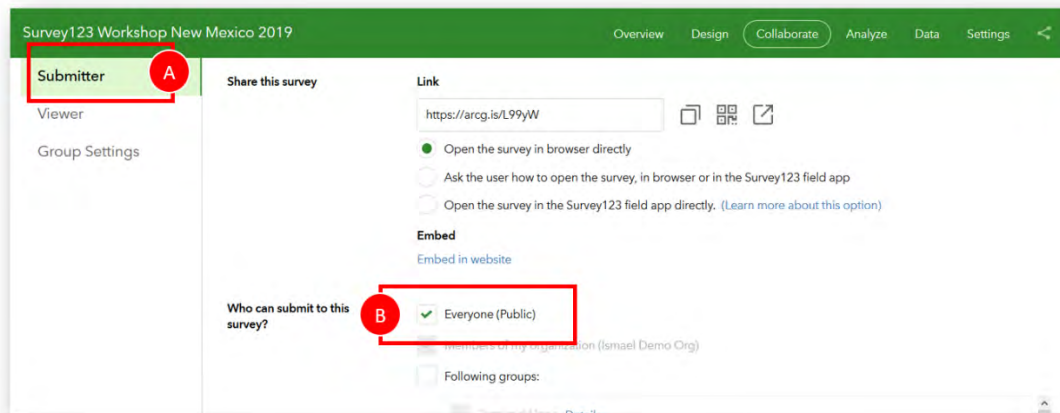 Survey123 Workshop New Mexico 2019
Overview Design Collaborate Analyze Data Settings
Submitter
A
Viewer
Group Settings
Share this survey
Link
https://arcg.is/L99yW
Open the survey in browser directly
Ask the user how to open the survey, in browser or in the Survey123 field app
Open the survey in the Survey123 field app directly. (Learn more about this option)
Embed
Embed in website
Who can submit to this
survey?
B
Everyone (Public)
Members of my organization (Ismael Demo Org)
Following groups: